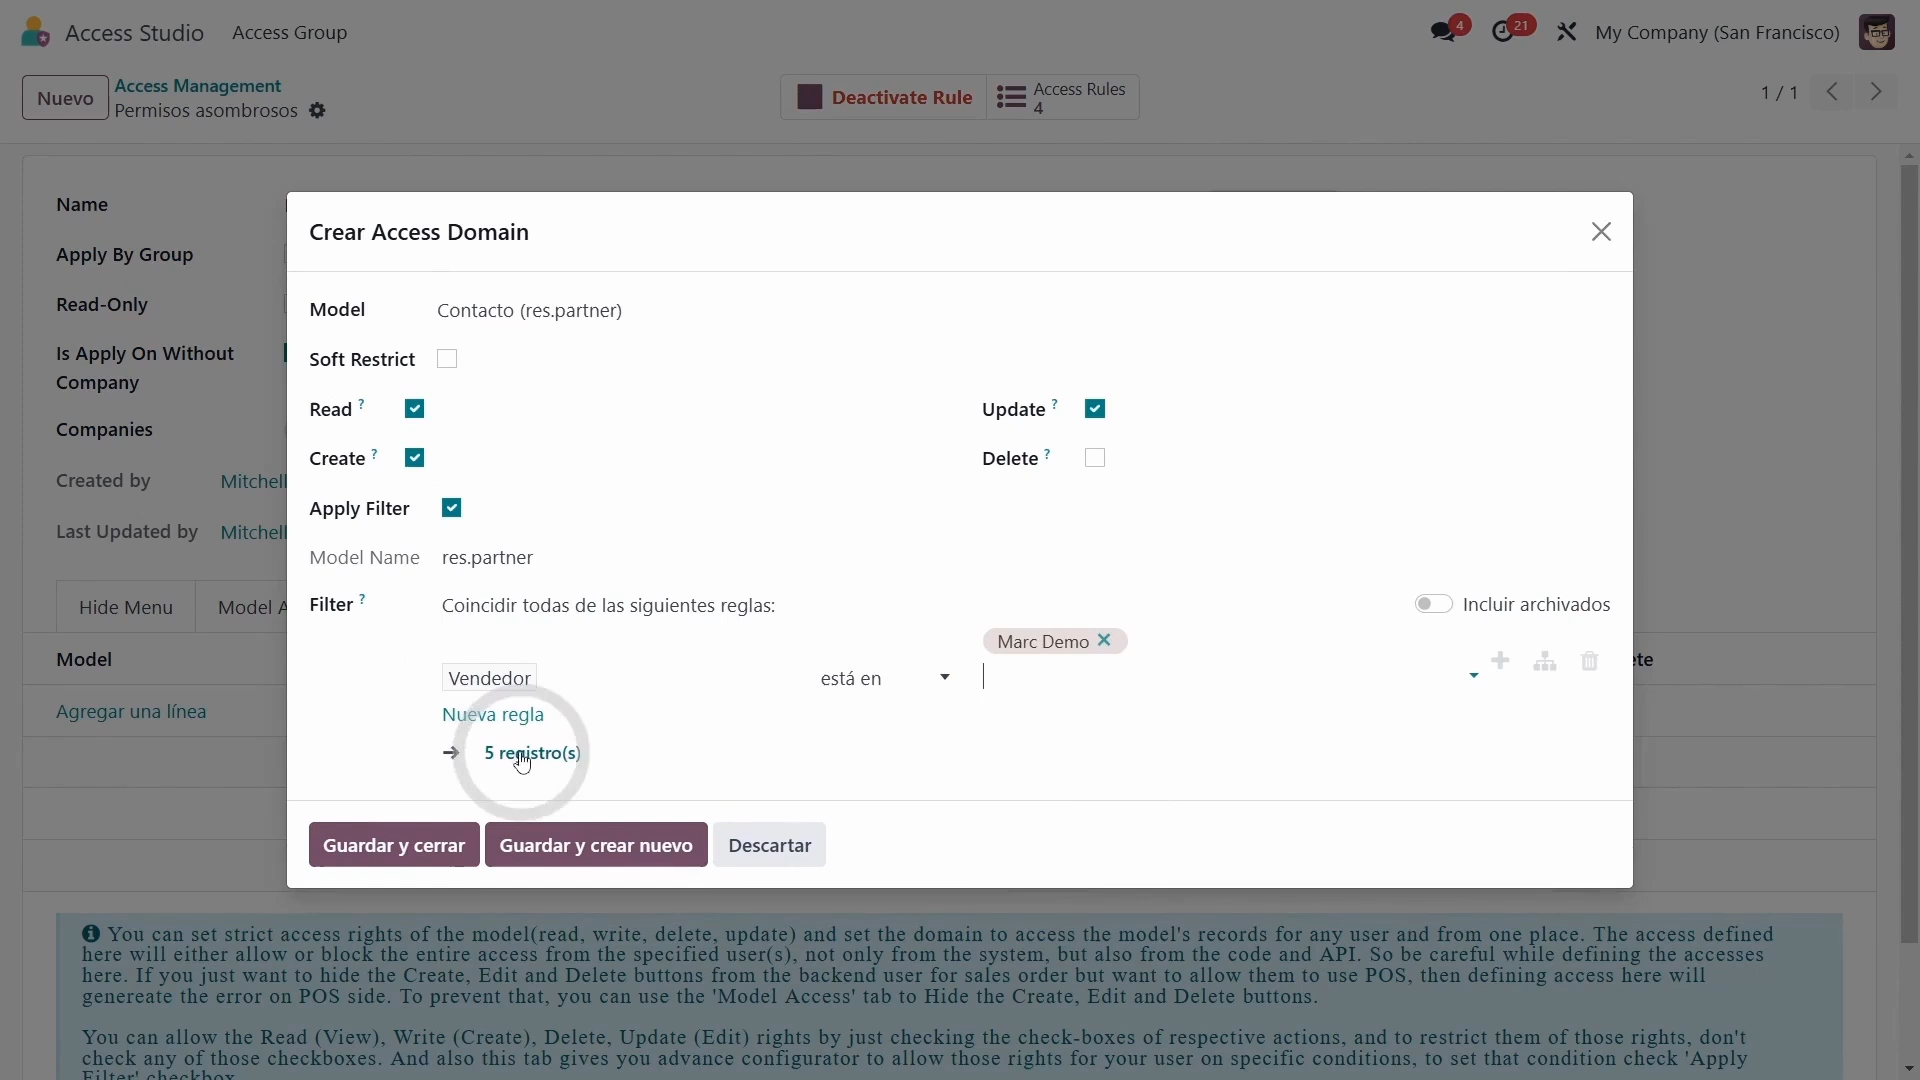 Access Studio
Access Group
4
21
My Company (San Francisco)
Nuevo
Access Management
Permisos asombrosos
Deactivate Rule
Access Rules
4
1 / 1
Name
Apply By Group
Read-Only
Is Apply On Without
Company
Companies
Created by
Mitchell
Last Updated by
Mitchell
Hide Menu
Model A
Model
Agregar una línea
Crear Access Domain
Model
Contacto (res.partner)
Soft Restrict
Read ?
Update ?
Create ?
Delete ?
Apply Filter
Model Name
res.partner
Filter ?
Coincidir todas de las siguientes reglas:
Incluir archivados
Marc Demo
Vendedor
está en
Nueva regla
5 registro(s)
Guardar y cerrar
Guardar y crear nuevo
Descartar
You can set strict access rights of the model(read, write, delete, update) and set the domain to access the model's records for any user and from one place. The access defined
here will either allow or block the entire access from the specified user(s), not only from the system, but also from the code and API. So be careful while defining the accesses
here. If you just want to hide the Create, Edit and Delete buttons from the backend user for sales order but want to allow them to use POS, then defining access here will
genereate the error on POS side. To prevent that, you can use the 'Model Access' tab to Hide the Create, Edit and Delete buttons.
You can allow the Read (View), Write (Create), Delete, Update (Edit) rights by just checking the check-boxes of respective actions, and to restrict them of those rights, don't
check any of those checkboxes. And also this tab gives you advance configurator to allow those rights for your user on specific conditions, to set that condition check 'Apply
Filter' checkbox